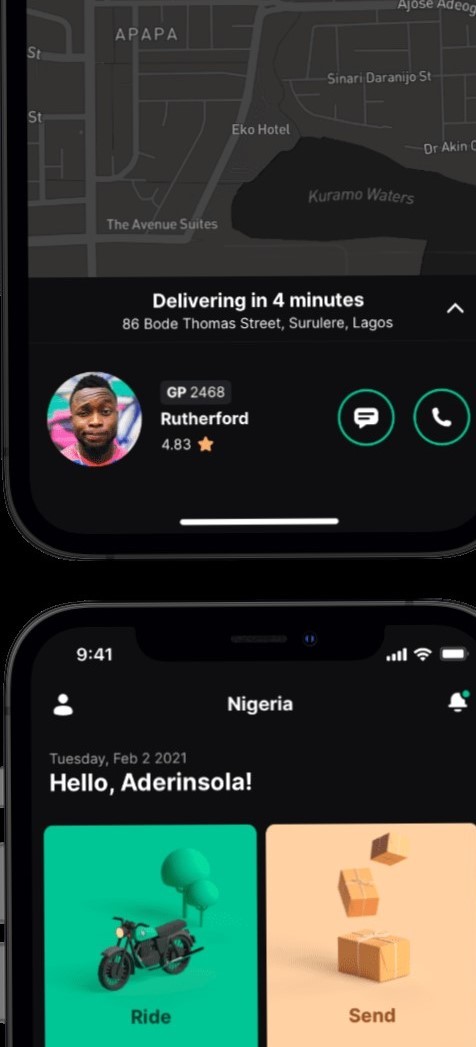 Ajose Adeog
APAPA
St
Sinari Daranijo St
St
Eko Hotel
Dr Akin
Kuramo Waters
The Avenue Suites
Delivering in 4 minutes
86 Bode Thomas Street, Surulere, Lagos
GP 2468
Rutherford
4.83
9:41
Nigeria
Tuesday, Feb 2 2021
Hello, Aderinsola!
Ride
Send